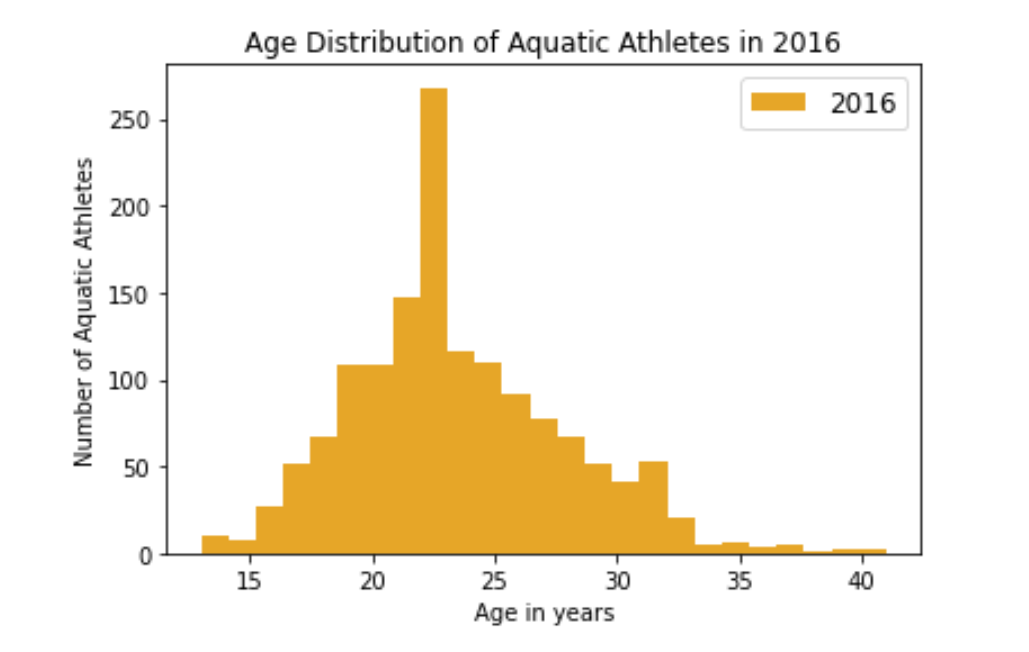 Age Distribution of Aquatic Athletes in 2016
2016
Number of Aquatic Athletes
250
200
150
100
50
0
15 20 25 30 35 40
Age in years